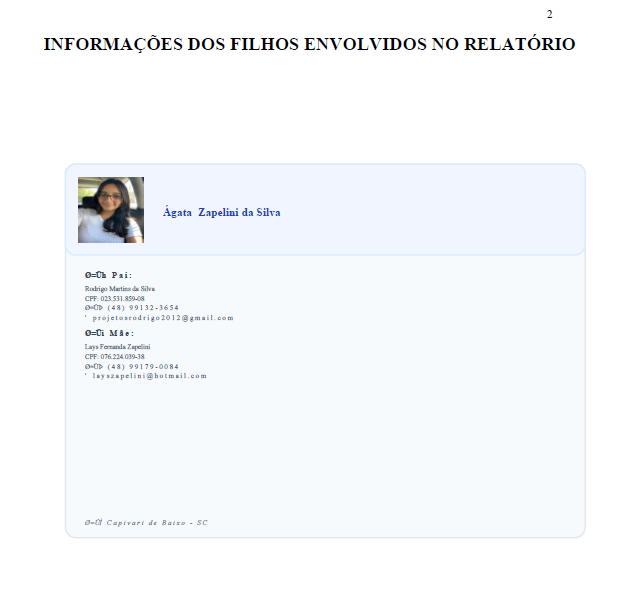 2
INFORMAÇÕES DOS FILHOS ENVOLVIDOS NO RELATÓRIO
Ágata Zapelini da Silva
Ø=Üh Pai:
Rodrigo Martins da Silva
CPF: 023.531.859-08
Ø=ÜÞ (48) 99132-3654
' projetosrodrigo2012@gmail.com
Ø=Üi Mãe:
Lays Fernanda Zapelini
CPF: 076.224.039-38
Ø=ÜÞ (48) 99179-0084
' layszapelini@hotmail.com
Ø=ÜÍ Capivari de Baixo - SC